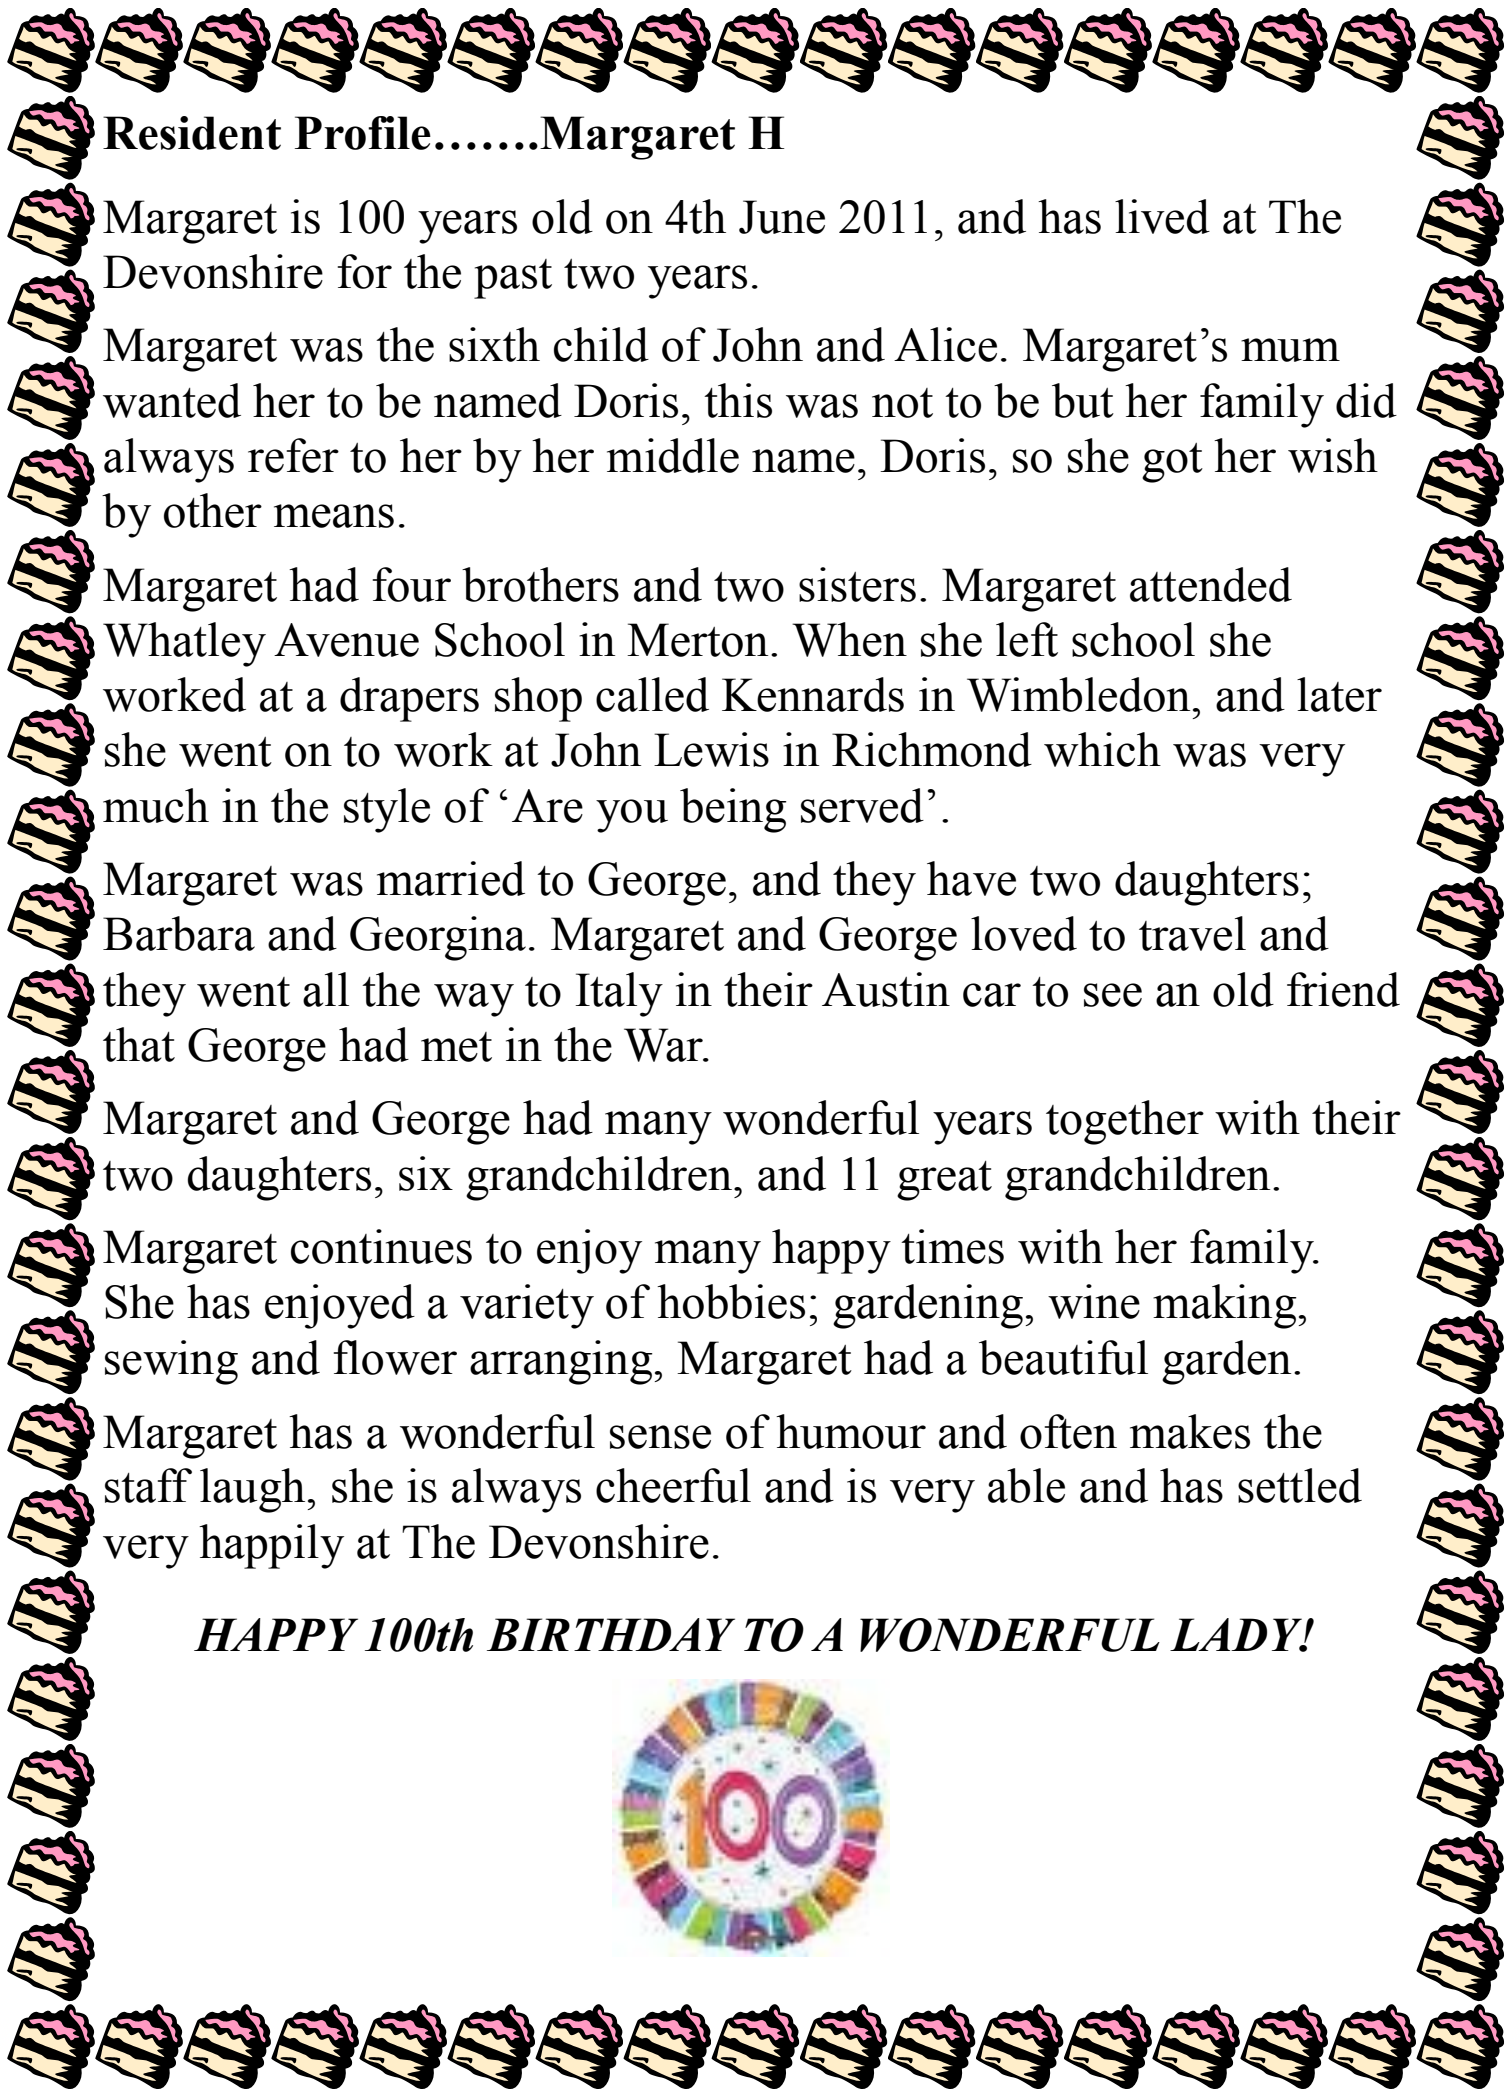 Resident Profile…….Margaret H
Margaret is 100 years old on 4th June 2011, and has lived at The
Devonshire for the past two years.
Margaret was the sixth child of John and Alice. Margaret’s mum
wanted her to be named Doris, this was not to be but her family did
always refer to her by her middle name, Doris, so she got her wish
by other means.
Margaret had four brothers and two sisters. Margaret attended
Whatley Avenue School in Merton. When she left school she
worked at a drapers shop called Kennards in Wimbledon, and later
she went on to work at John Lewis in Richmond which was very
much in the style of ‘Are you being served’.
Margaret was married to George, and they have two daughters;
Barbara and Georgina. Margaret and George loved to travel and
they went all the way to Italy in their Austin car to see an old friend
that George had met in the War.
Margaret and George had many wonderful years together with their
two daughters, six grandchildren, and 11 great grandchildren.
Margaret continues to enjoy many happy times with her family.
She has enjoyed a variety of hobbies; gardening, wine making,
sewing and flower arranging, Margaret had a beautiful garden.
Margaret has a wonderful sense of humour and often makes the
staff laugh, she is always cheerful and is very able and has settled
very happily at The Devonshire.
HAPPY 100th BIRTHDAY TO A WONDERFUL LADY!
100